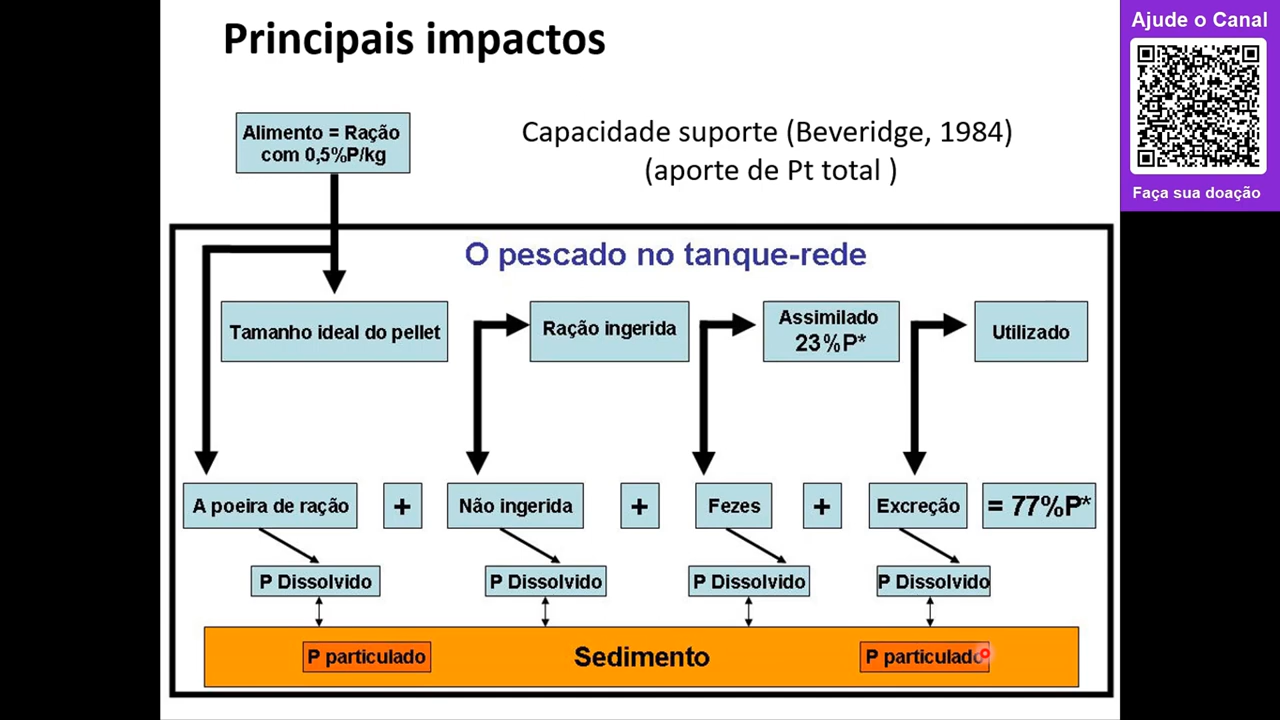 Principais impactos
Ajude o Canal
Faça sua doação
Alimento = Ração
com 0,5%P/kg
Capacidade suporte (Beveridge, 1984)
(aporte de Pt total )
O pescado no tanque-rede
Tamanho ideal do pellet
Ração ingerida
Assimilado
23%P*
Utilizado
A poeira de ração
+
Não ingerida
+
Fezes
+
Excreção
= 77%P*
P Dissolvido
P Dissolvido
P Dissolvido
P Dissolvido
P particulado
Sedimento
P particulado